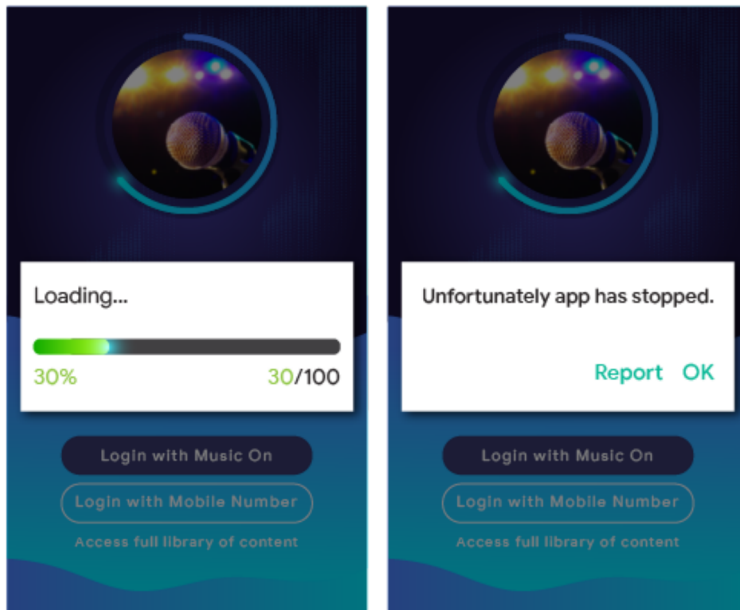 Loading...
30%
30/100
Login with Music On
Login with Mobile Number
Access full library of content
Unfortunately app has stopped.
Report OK
Login with Music On
Login with Mobile Number
Access full library of content